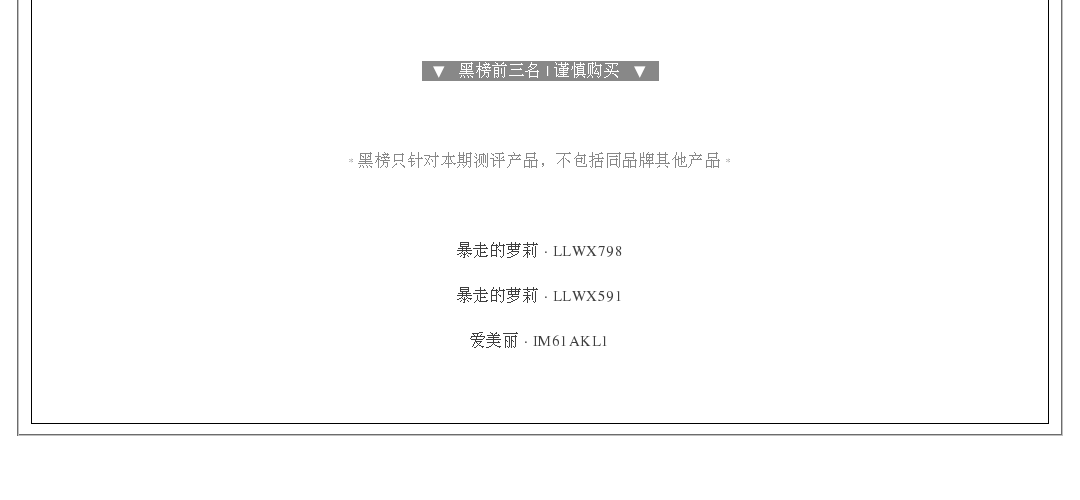 ▼ 黑榜前三名 | 谨慎购买 ▼
* 黑榜只针对本期测评产品，不包括同品牌其他产品 *
暴走的萝莉 · LLWX798
暴走的萝莉 · LLWX591
爱美丽 · IM61AKL1